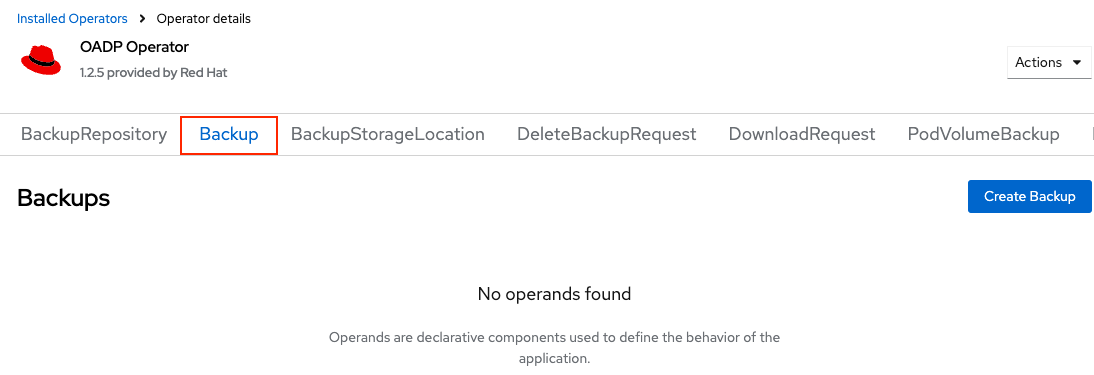 Installed Operators > Operator details
OADP Operator
1.2.5 provided by Red Hat
Actions
BackupRepository Backup BackupStorageLocation DeleteBackupRequest DownloadRequest PodVolumeBackup
Backups
Create Backup
No operands found
Operands are declarative components used to define the behavior of the
application.